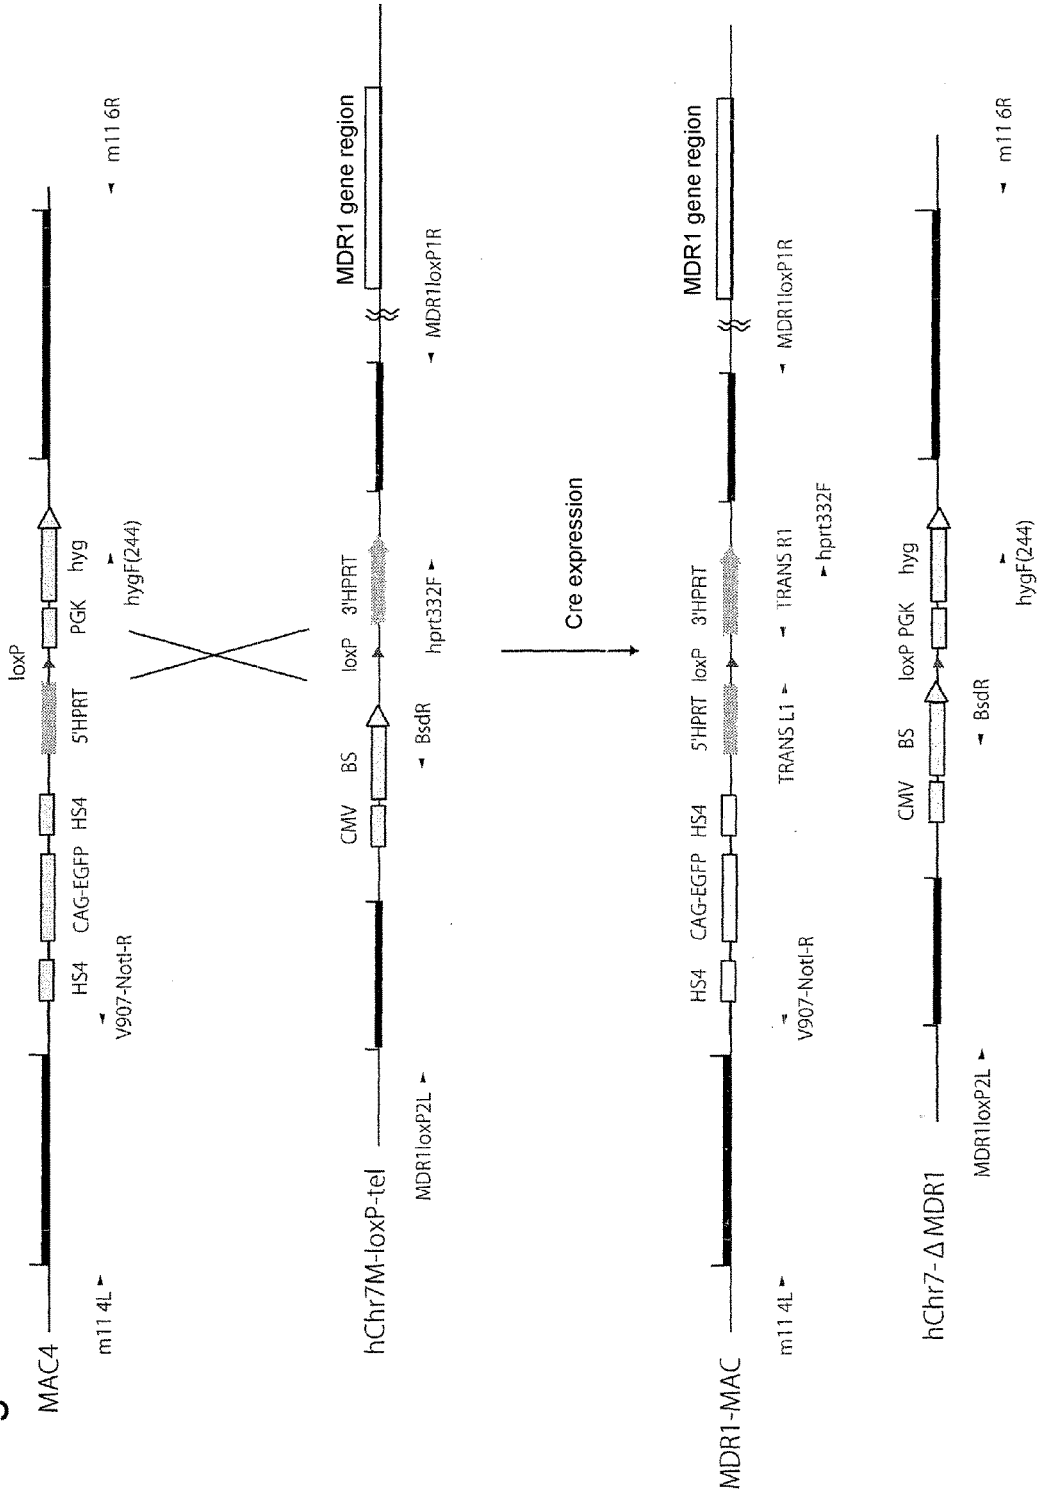 loxP
MAC4
HS4 CAG-EGFP HS4 5'HPRT PGK hyg
m11 4L V907-NotI-R hygF(244) m11 6R
hChr7M-loxP-tel
CMV BS loxP 3'HPRT MDR1 gene region
MDR1loxP2L BsdR hprt332F MDR1loxP1R
Cre expression
MDR1-MAC
HS4 CAG-EGFP HS4 5'HPRT loxP 3'HPRT MDR1 gene region
m11 4L V907-NotI-R TRANS L1 TRANS R1 hprt332F MDR1loxP1R
hChr7-Δ MDR1
CMV BS loxP PGK hyg
MDR1loxP2L BsdR hygF(244) m11 6R